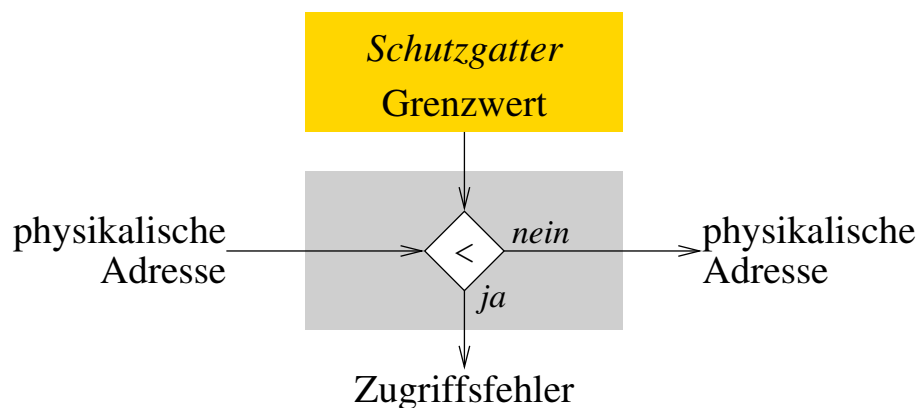 Schutzgatter
Grenzwert
physikalische
Adresse
<
nein
physikalische
Adresse
ja
Zugriffsfehler